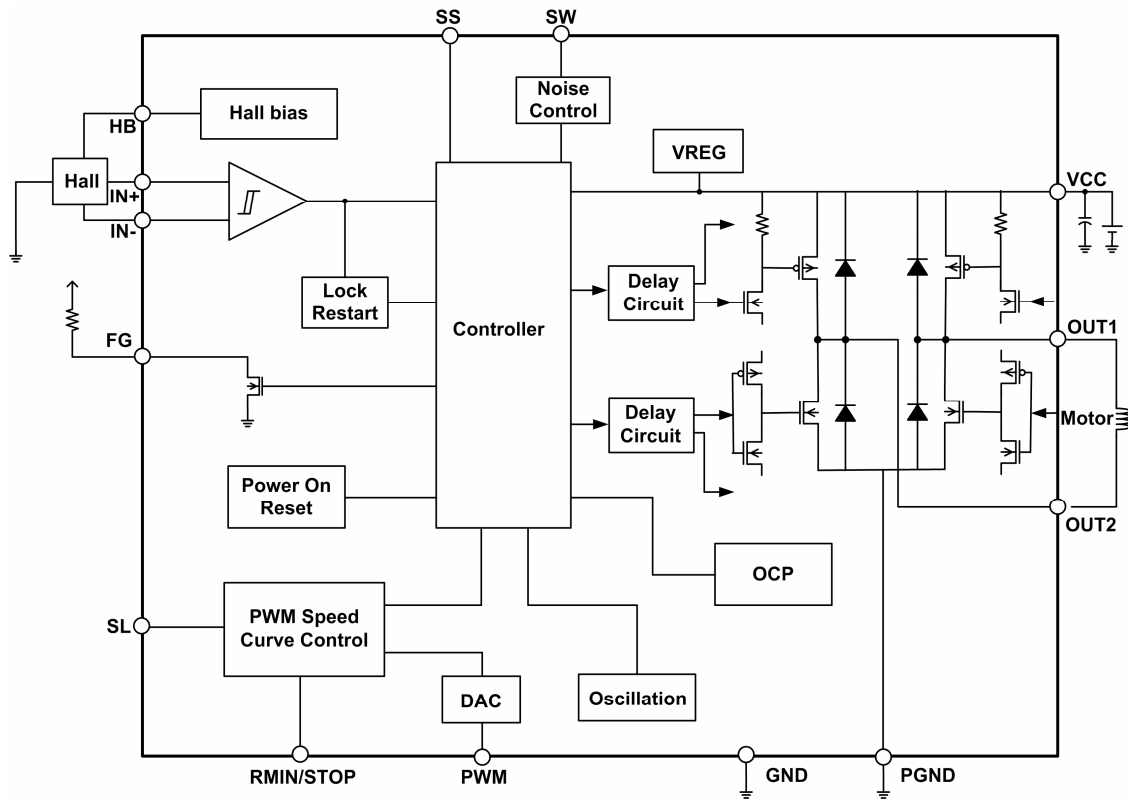 SS
SW
Noise
Control
Hall bias
HB
VREG
Hall
IN+
IN-
VCC
Delay
Circuit
Lock
Restart
Controller
FG
OUT1
Delay
Circuit
Motor
Power On
Reset
OUT2
OCP
SL
PWM Speed
Curve Control
DAC
Oscillation
RMIN/STOP
PWM
GND
PGND